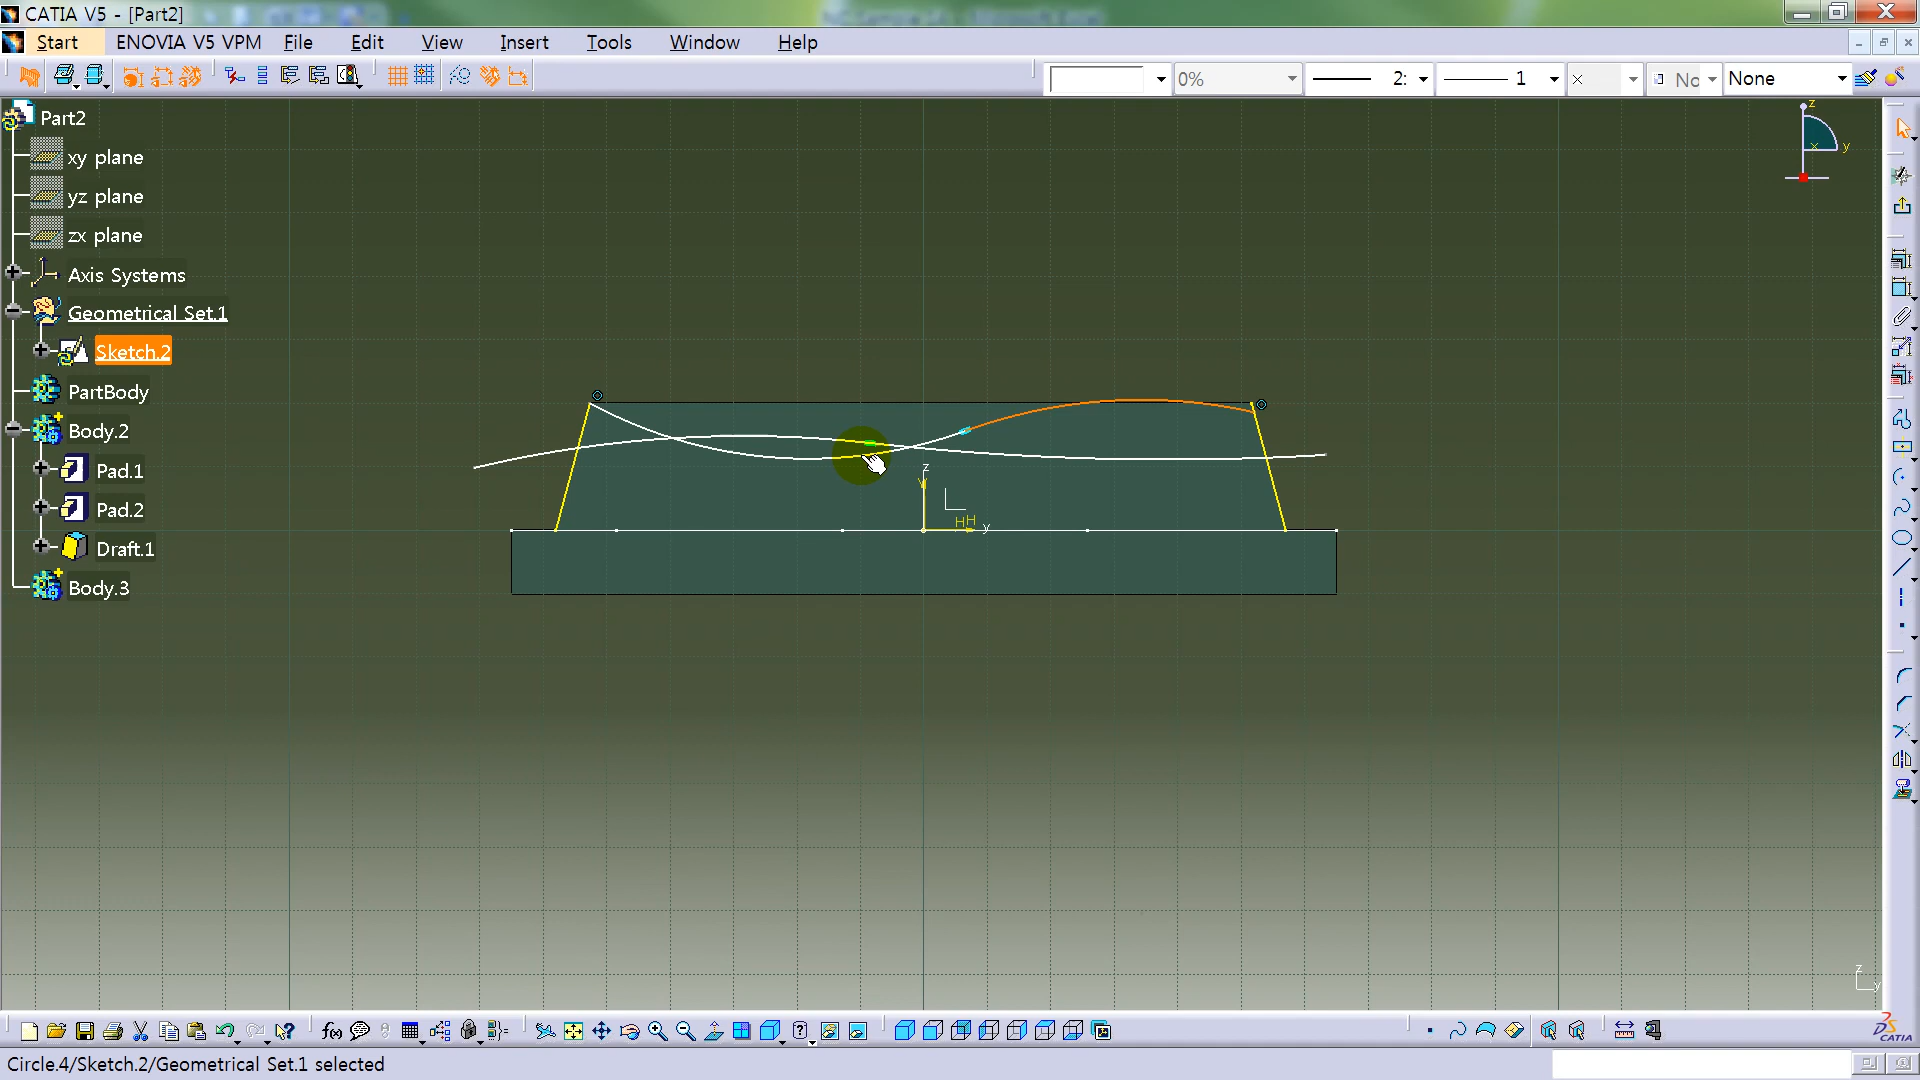 CATIA V5 - [Part2]
Start ENOVIA V5 VPM File Edit View Insert Tools Window Help
0% 2: 1 No None
Part2
xy plane
yz plane
zx plane
Axis Systems
Geometrical Set.1
Sketch.2
PartBody
Body.2
Pad.1
Pad.2
Draft.1
Body.3
z
x
y
z
V
HH
y
z
y
f(x)
CATIA
Circle.4/Sketch.2/Geometrical Set.1 selected